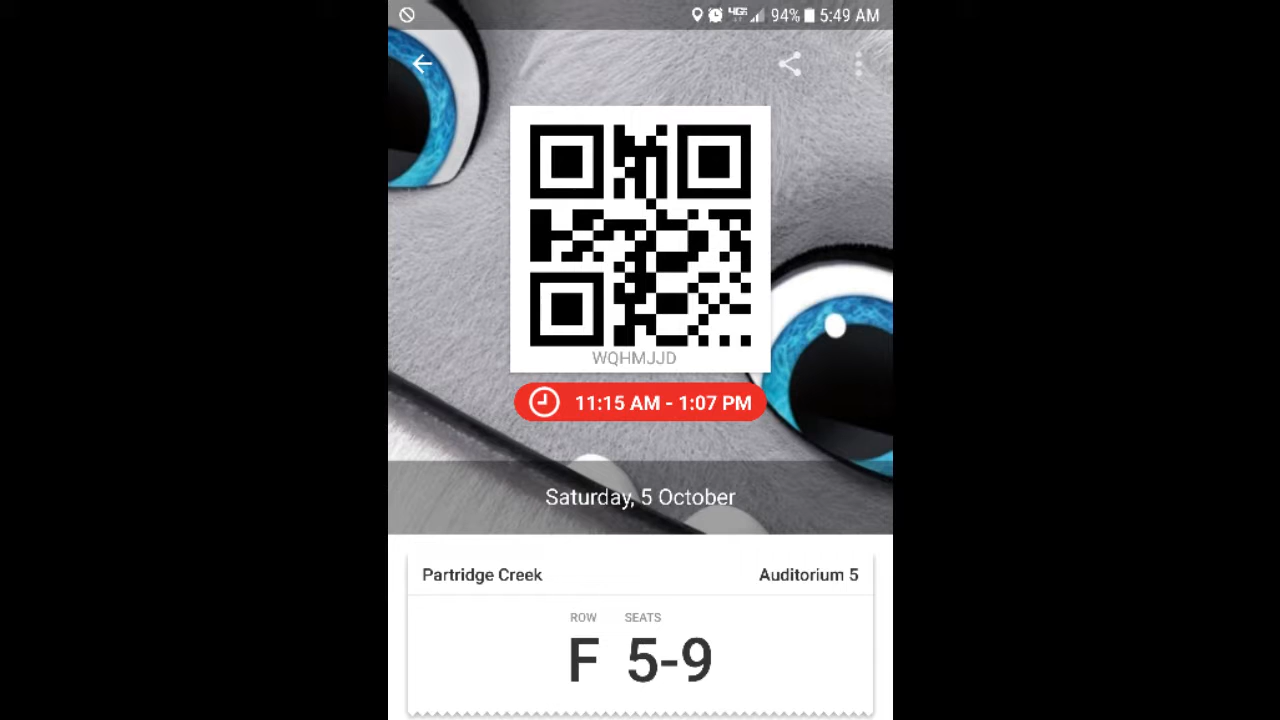 94% 5:49 AM
WQHMJJD
11:15 AM - 1:07 PM
Saturday, 5 October
Partridge Creek Auditorium 5
ROW SEATS
F 5-9